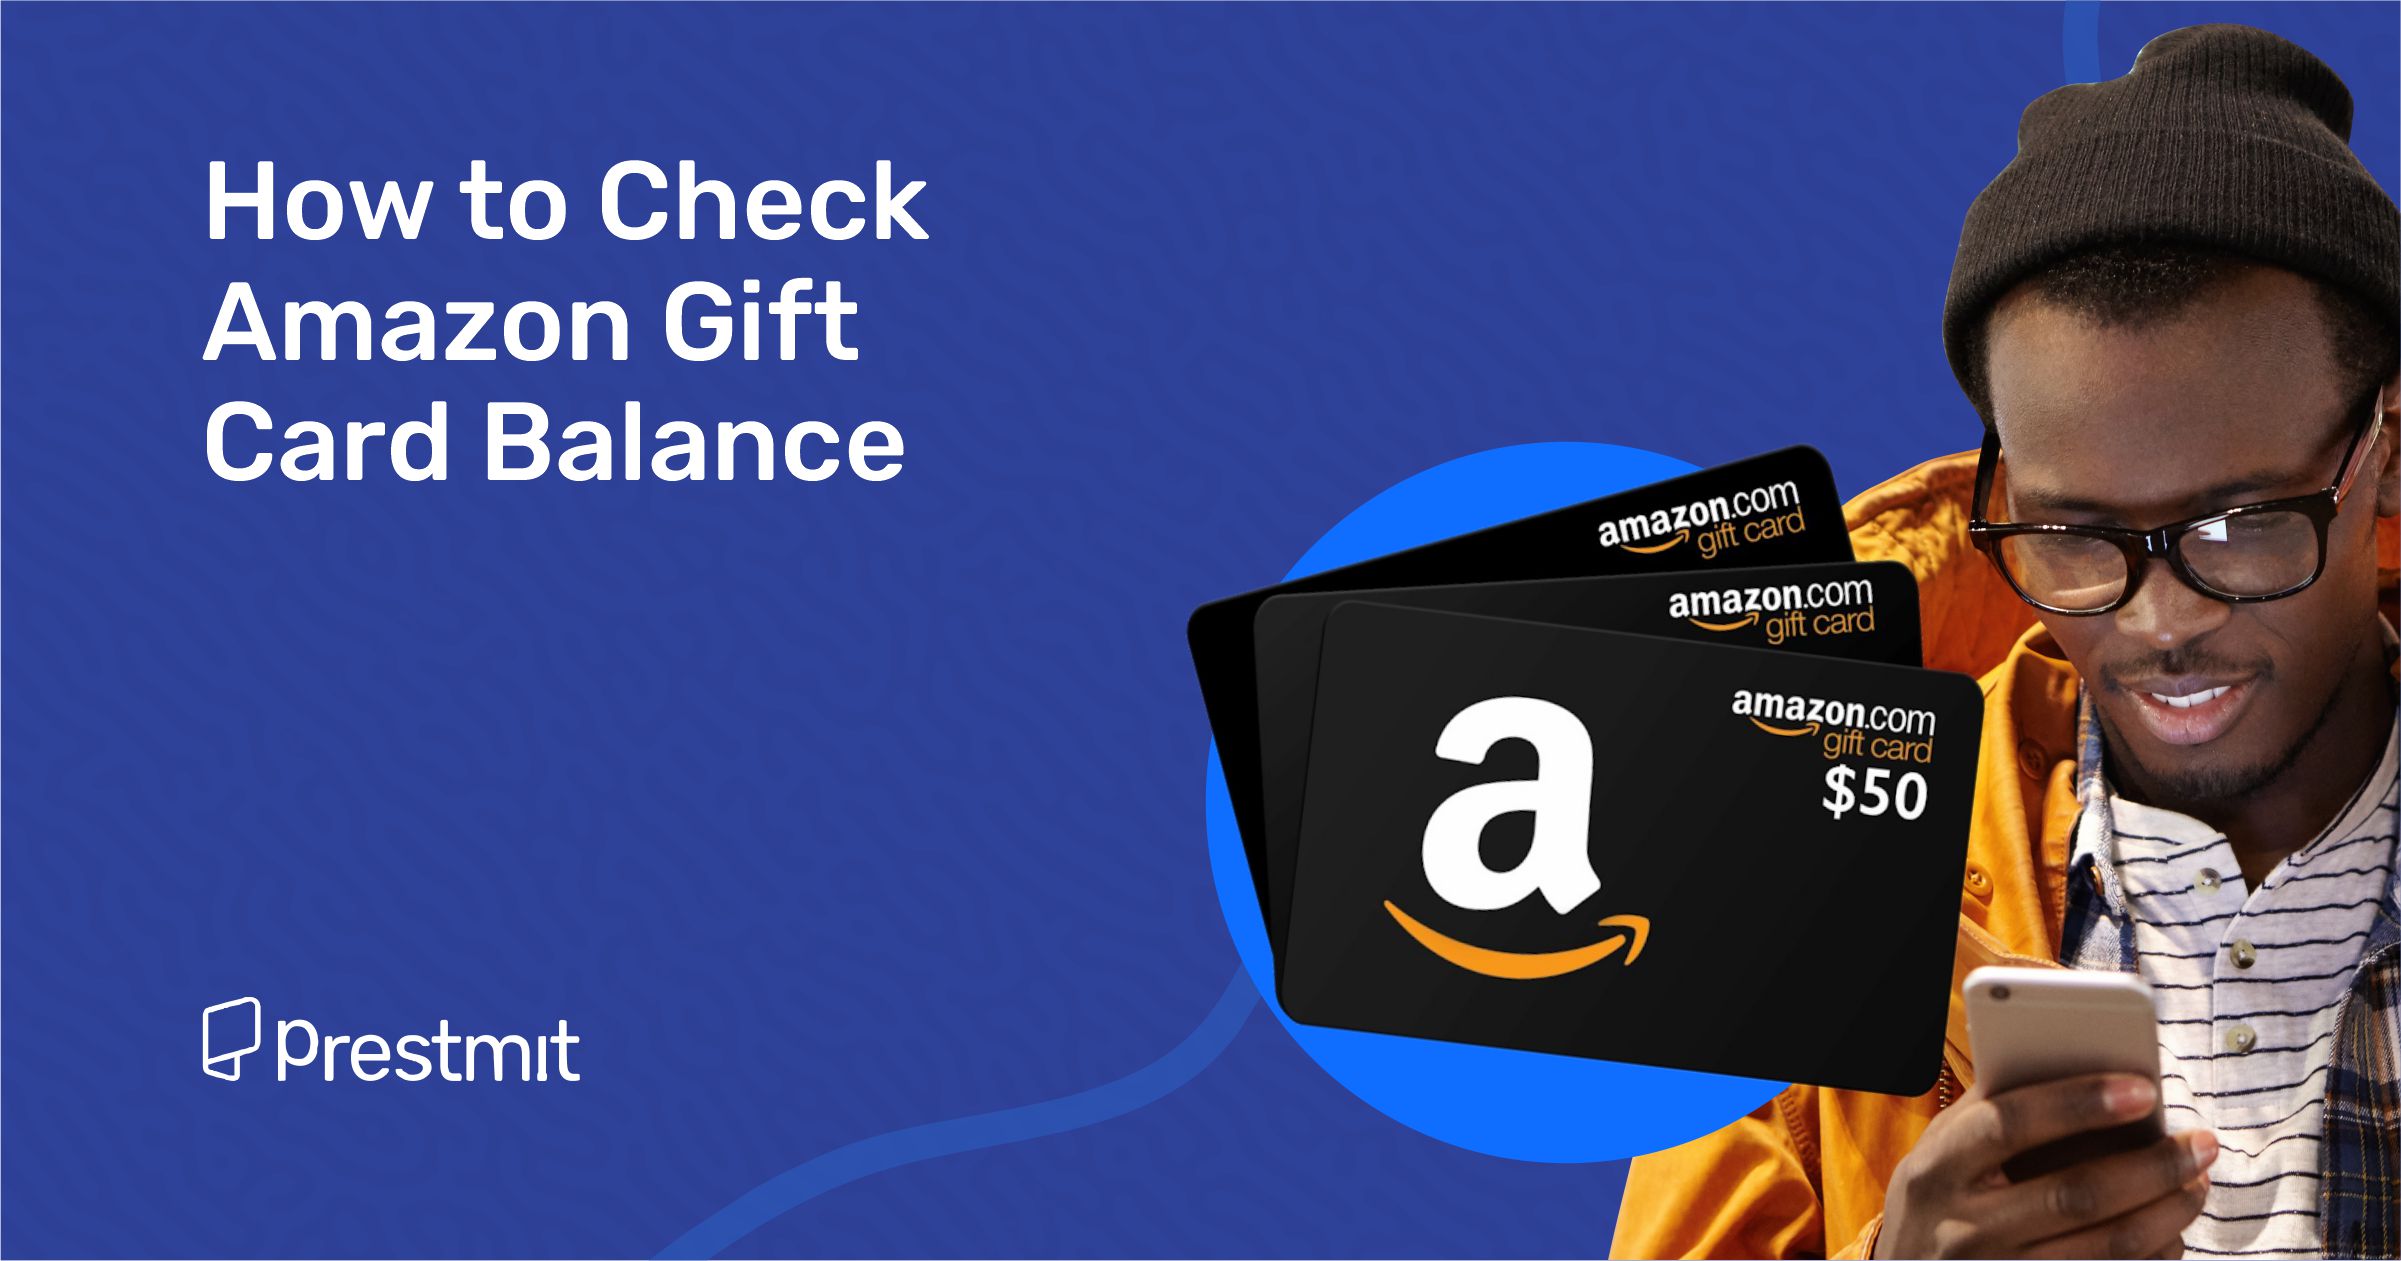 How to Check
Amazon Gift
Card Balance
amazon.com
gift card
amazon.com
gift card
amazon.com
gift card
$50
a
prestmit